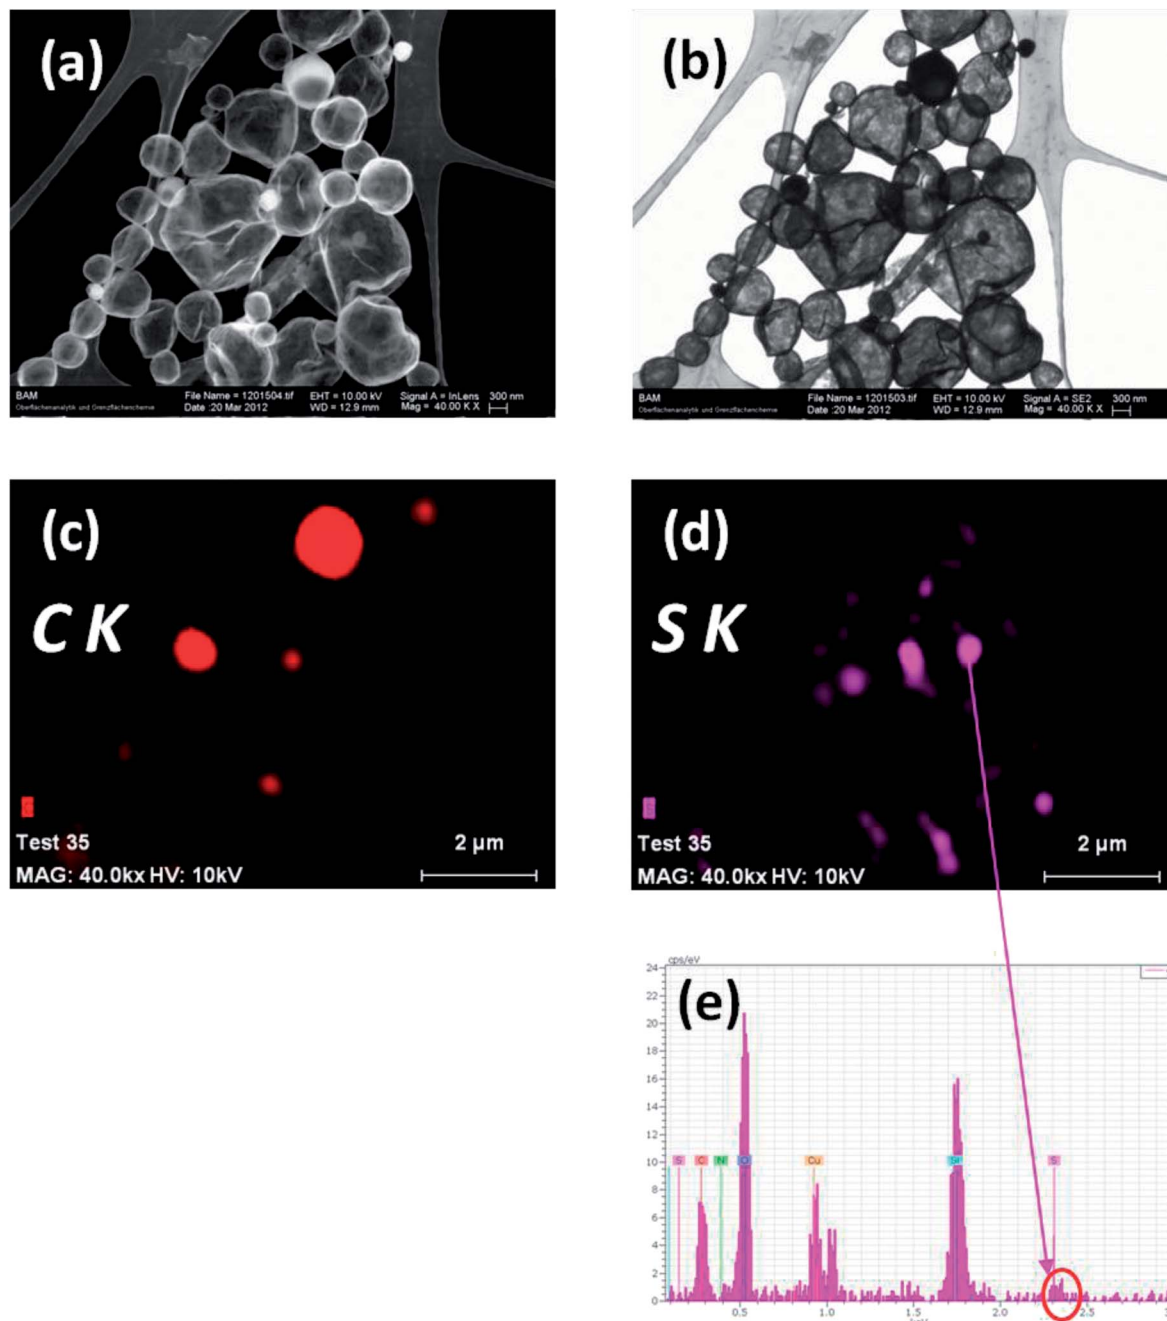 (a)
BAM
Oberflächenanalytik und Grenzflächenchemie
File Name = 1201504.tif
Date :20 Mar 2012
EHT = 10.00 kV
WD = 12.9 mm
Signal A = InLens
Mag = 40.00 K X
300 nm
(b)
BAM
Oberflächenanalytik und Grenzflächenchemie
File Name = 1201503.tif
Date :20 Mar 2012
EHT = 10.00 kV
WD = 12.9 mm
Signal A = SE2
Mag = 40.00 K X
300 nm
(c)
C K
C
Test 35
MAG: 40.0kx HV: 10kV
2 µm
(d)
S K
S
Test 35
MAG: 40.0kx HV: 10kV
2 µm
(e)
cps/eV
24
22
20
18
16
14
12
10
8
6
4
2
0
S C N O Cu Si S
0.5 1.0 1.5 2.0 2.5